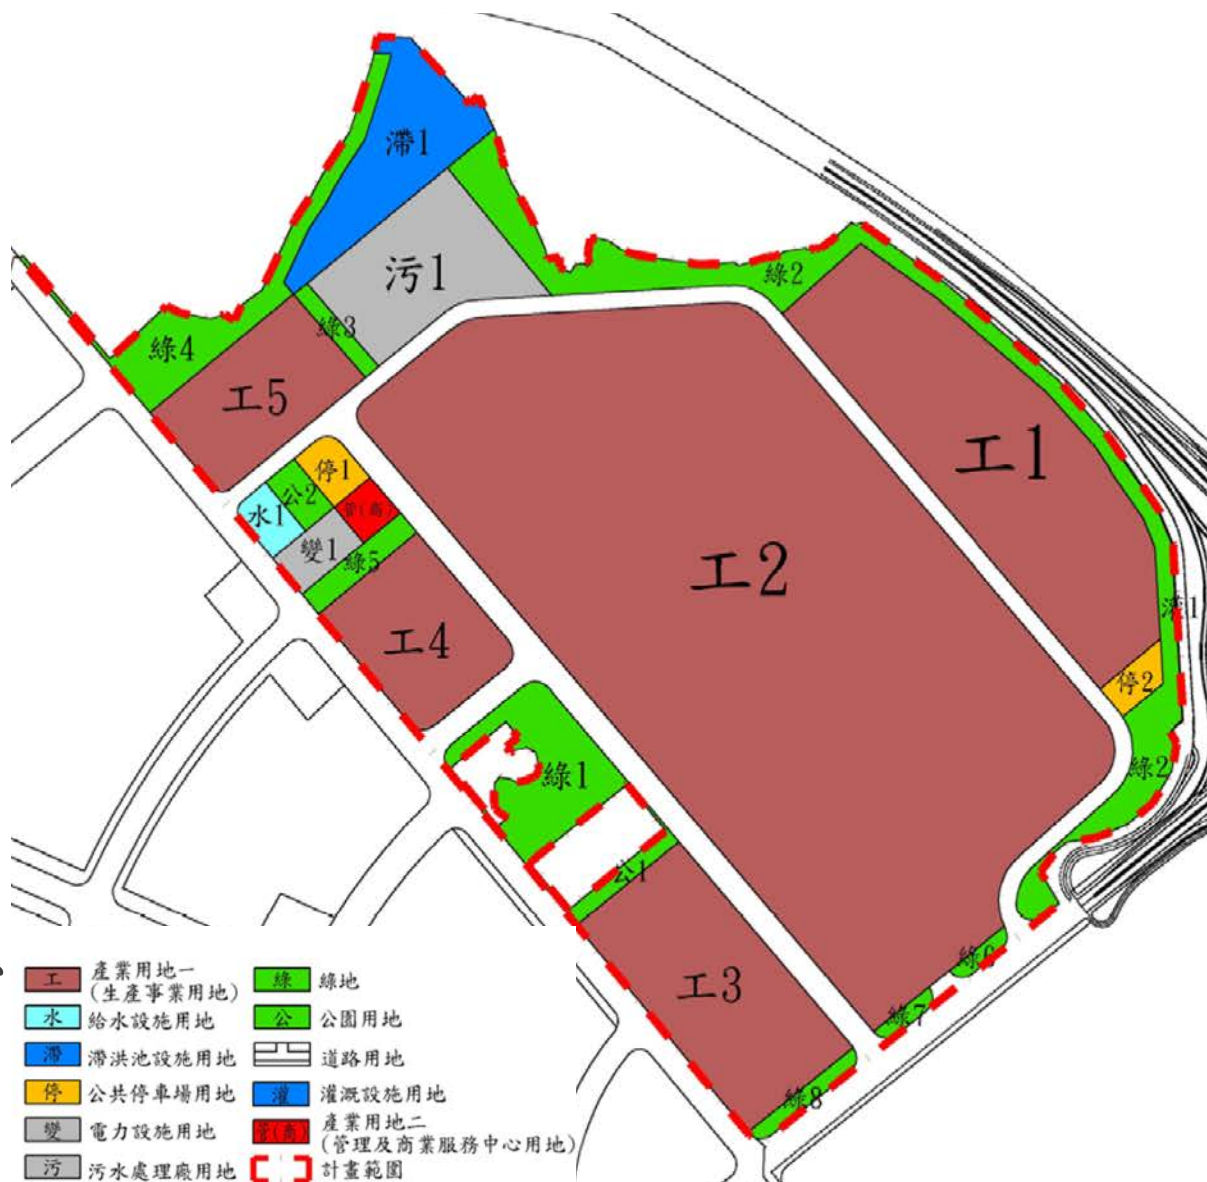 滯1
污1
綠2
綠3
綠4
工5
工1
停1
公2
管(商)
水1
變1
綠5
工2
灌1
工4
停2
綠1
綠2
公1
綠6
工3
綠7
綠8
工 產業用地一
(生產事業用地)
綠 綠地
水 給水設施用地
公 公園用地
滯 滯洪池設施用地
道路用地
停 公共停車場用地
灌 灌溉設施用地
變 電力設施用地
管(商) 產業用地二
(管理及商業服務中心用地)
污 污水處理廠用地
計畫範圍